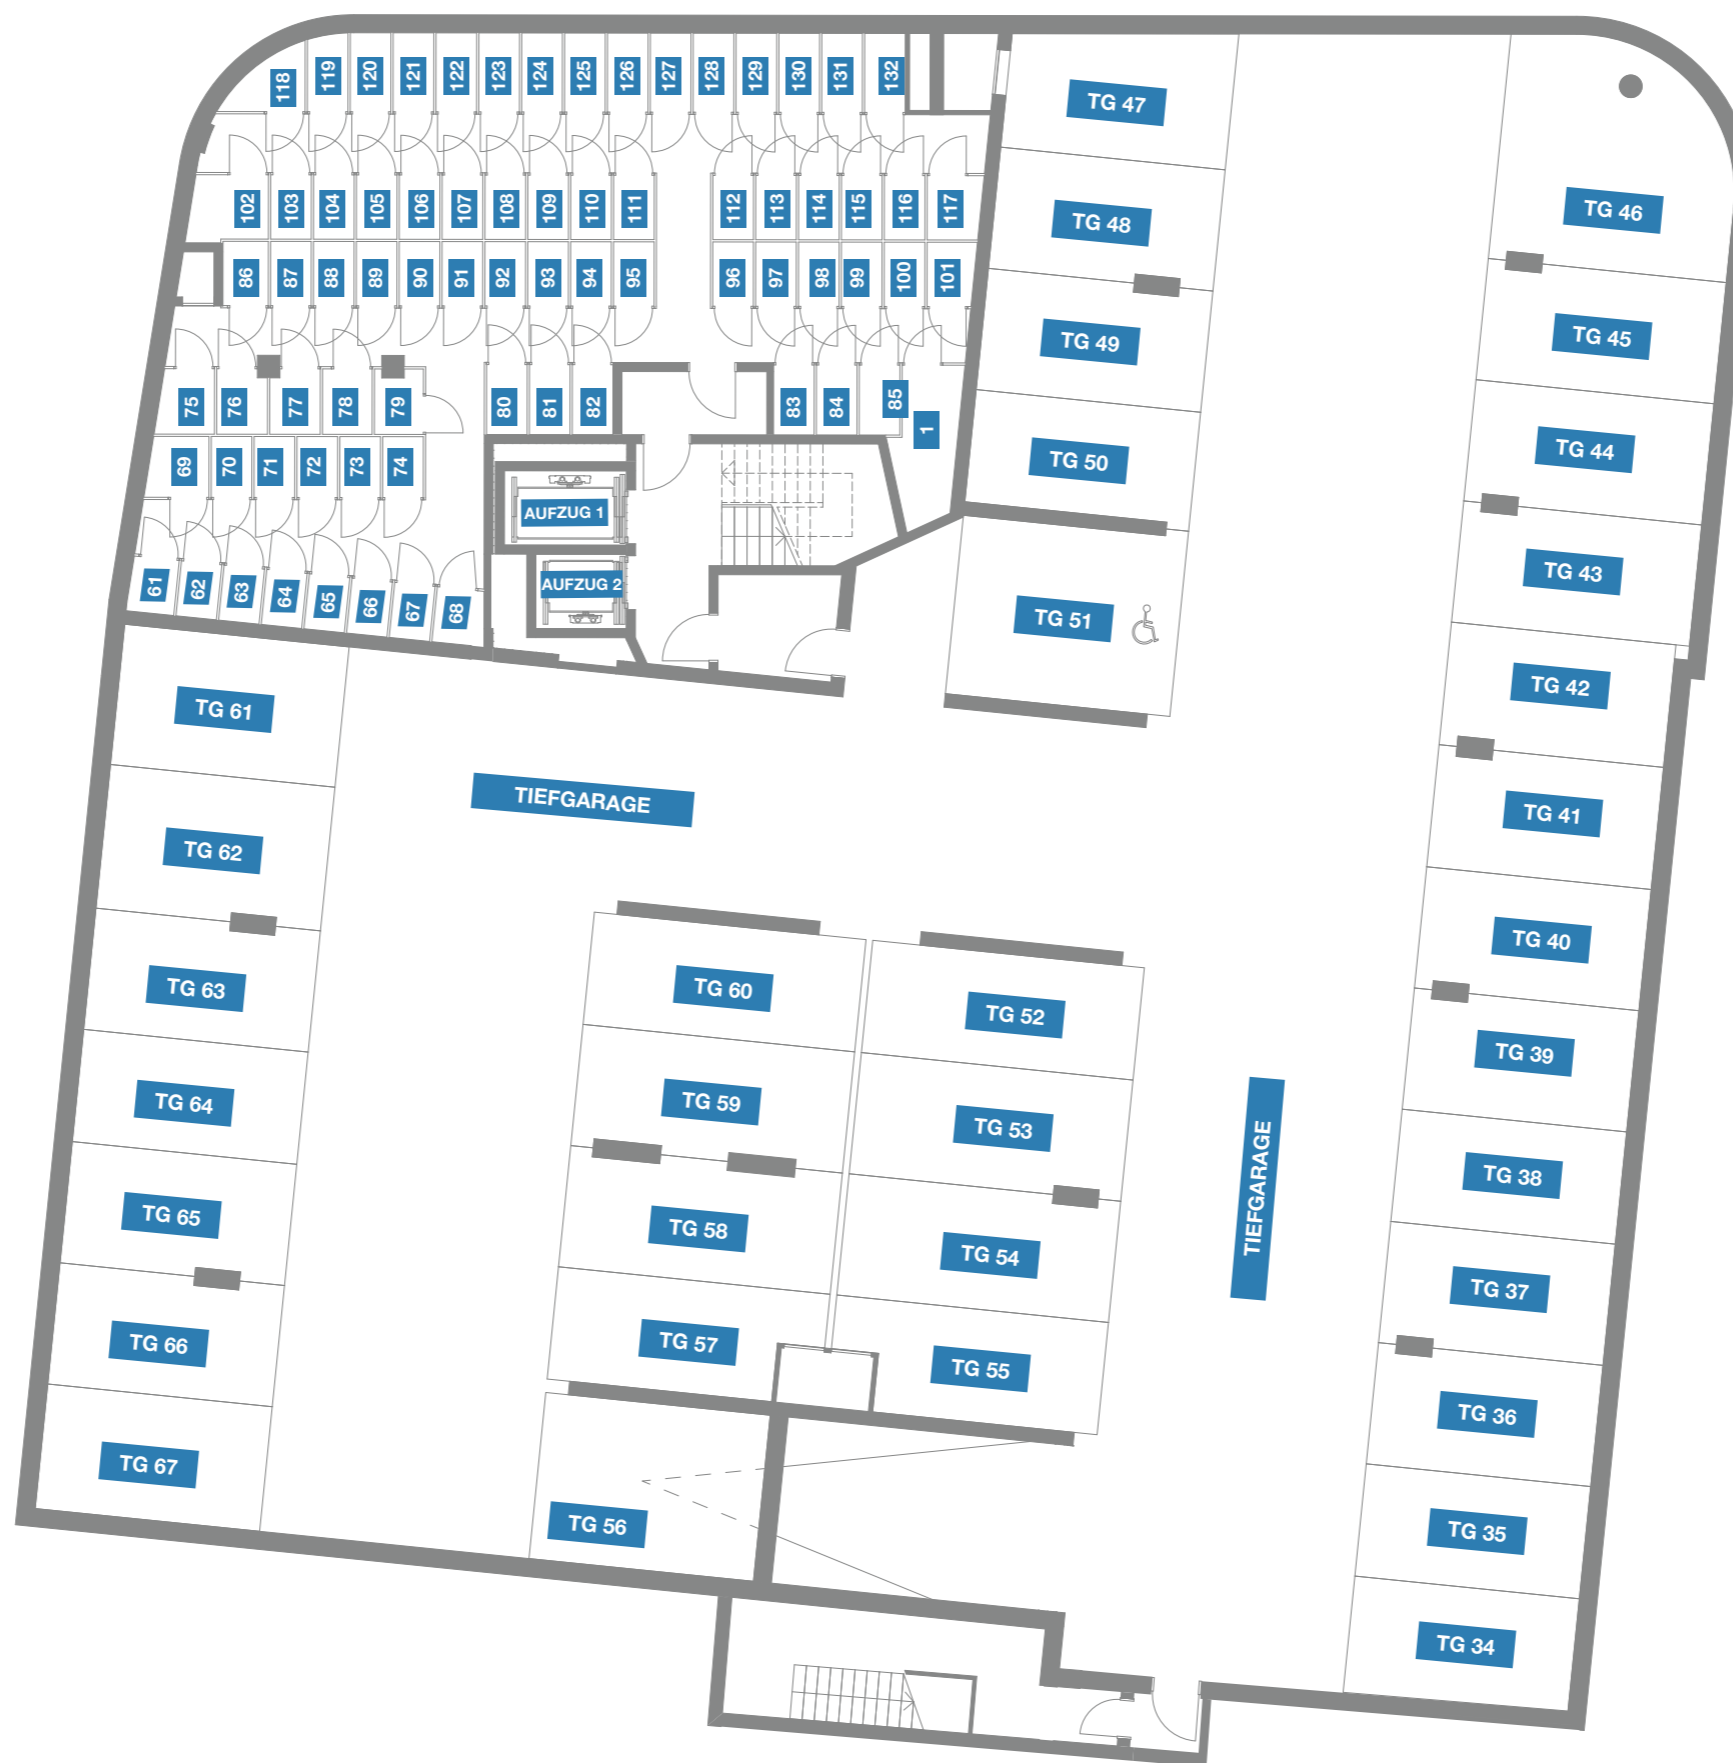 118 119 120 121 122 123 124 125 126 127 128 129 130 131 132
102 103 104 105 106 107 108 109 110 111 112 113 114 115 116 117
86 87 88 89 90 91 92 93 94 95 96 97 98 99 100 101
75 76 77 78 79 80 81 82 83 84 85 1
69 70 71 72 73 74
61 62 63 64 65 66 67 68
AUFZUG 1
AUFZUG 2
TG 47
TG 48
TG 49
TG 50
TG 51
TG 46
TG 45
TG 44
TG 43
TG 42
TG 41
TG 40
TG 39
TG 38
TG 37
TG 36
TG 35
TG 34
TIEFGARAGE
TG 61
TG 62
TG 63
TG 64
TG 65
TG 66
TG 67
TG 60
TG 59
TG 58
TG 57
TG 56
TG 52
TG 53
TG 54
TG 55
TIEFGARAGE